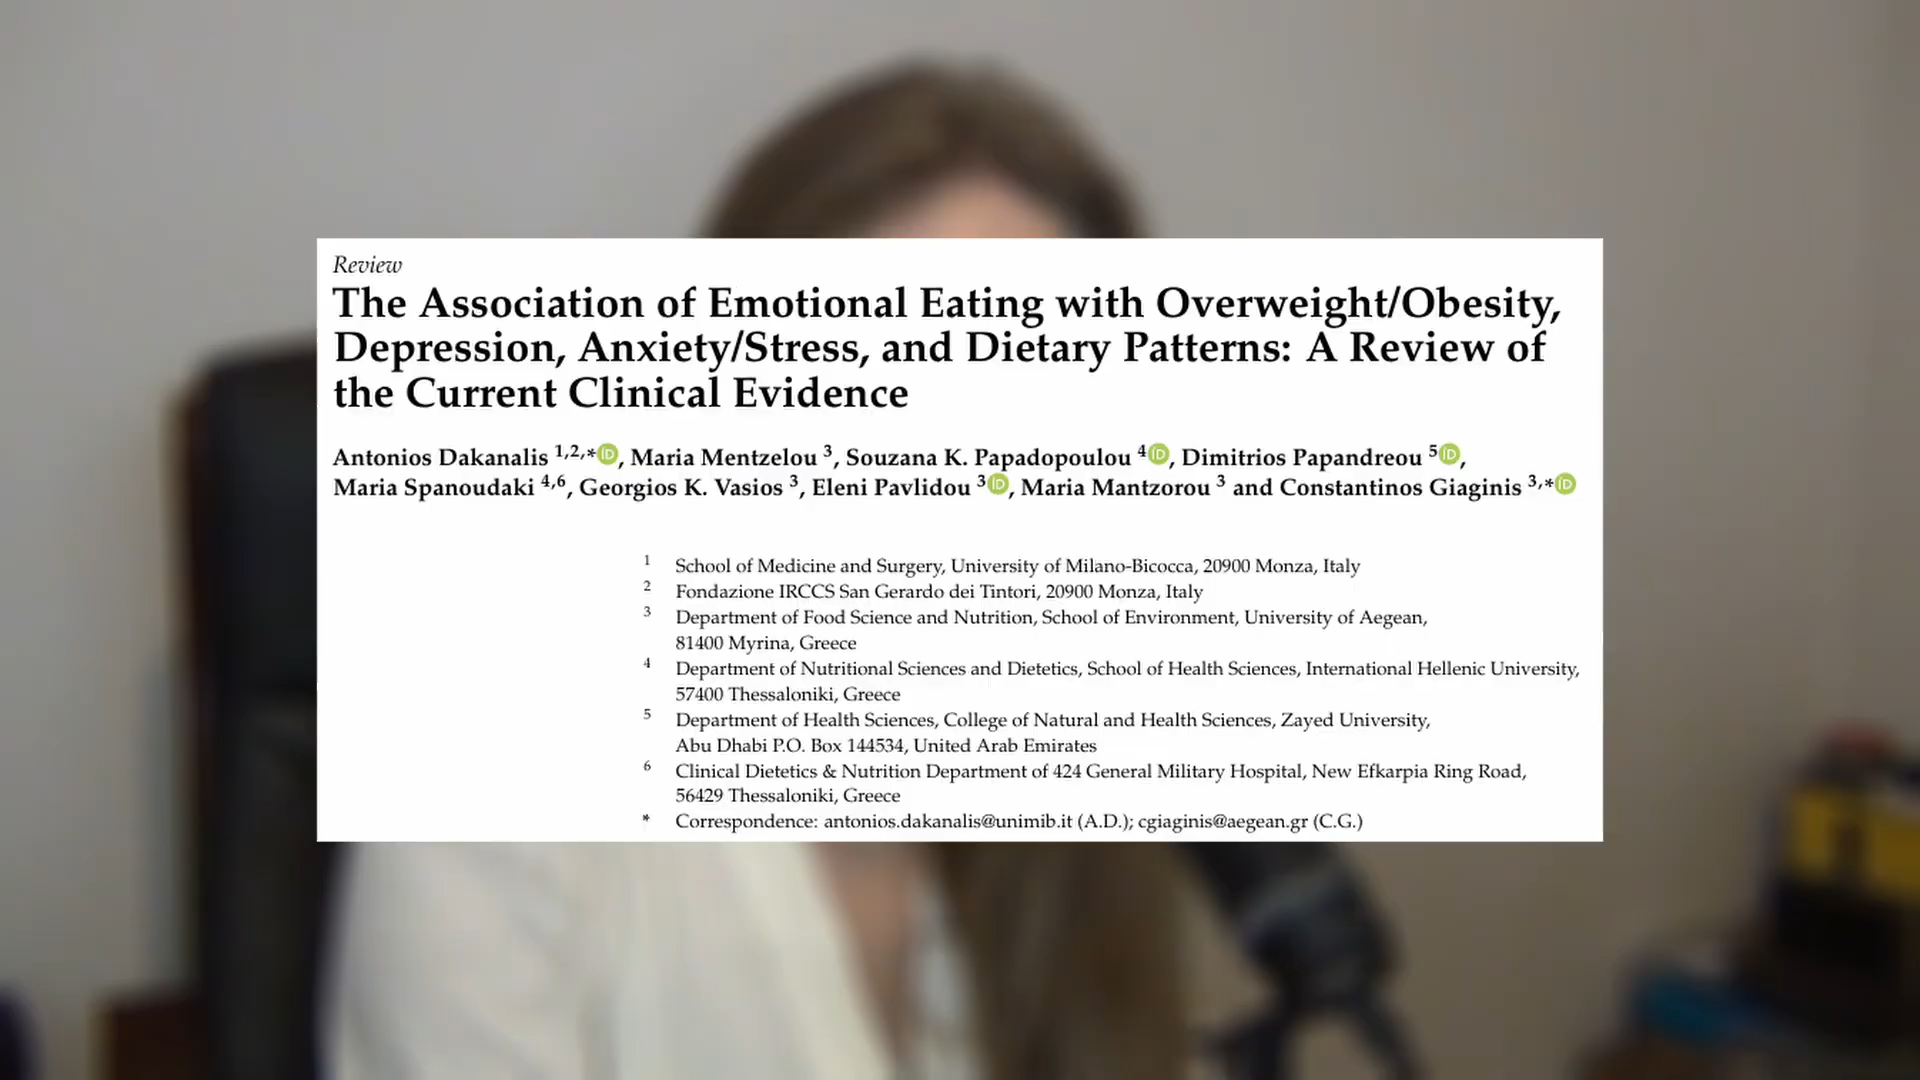 Review
The Association of Emotional Eating with Overweight/Obesity,
Depression, Anxiety/Stress, and Dietary Patterns: A Review of
the Current Clinical Evidence
Antonios Dakanalis 1,2,* iD, Maria Mentzelou 3, Souzana K. Papadopoulou 4 iD, Dimitrios Papandreou 5 iD,
Maria Spanoudaki 4,6, Georgios K. Vasios 3, Eleni Pavlidou 3 iD, Maria Mantzorou 3 and Constantinos Giaginis 3,* iD
1 School of Medicine and Surgery, University of Milano-Bicocca, 20900 Monza, Italy
2 Fondazione IRCCS San Gerardo dei Tintori, 20900 Monza, Italy
3 Department of Food Science and Nutrition, School of Environment, University of Aegean,
81400 Myrina, Greece
4 Department of Nutritional Sciences and Dietetics, School of Health Sciences, International Hellenic University,
57400 Thessaloniki, Greece
5 Department of Health Sciences, College of Natural and Health Sciences, Zayed University,
Abu Dhabi P.O. Box 144534, United Arab Emirates
6 Clinical Dietetics & Nutrition Department of 424 General Military Hospital, New Efkarpia Ring Road,
56429 Thessaloniki, Greece
* Correspondence: antonios.dakanalis@unimib.it (A.D.); cgiaginis@aegean.gr (C.G.)